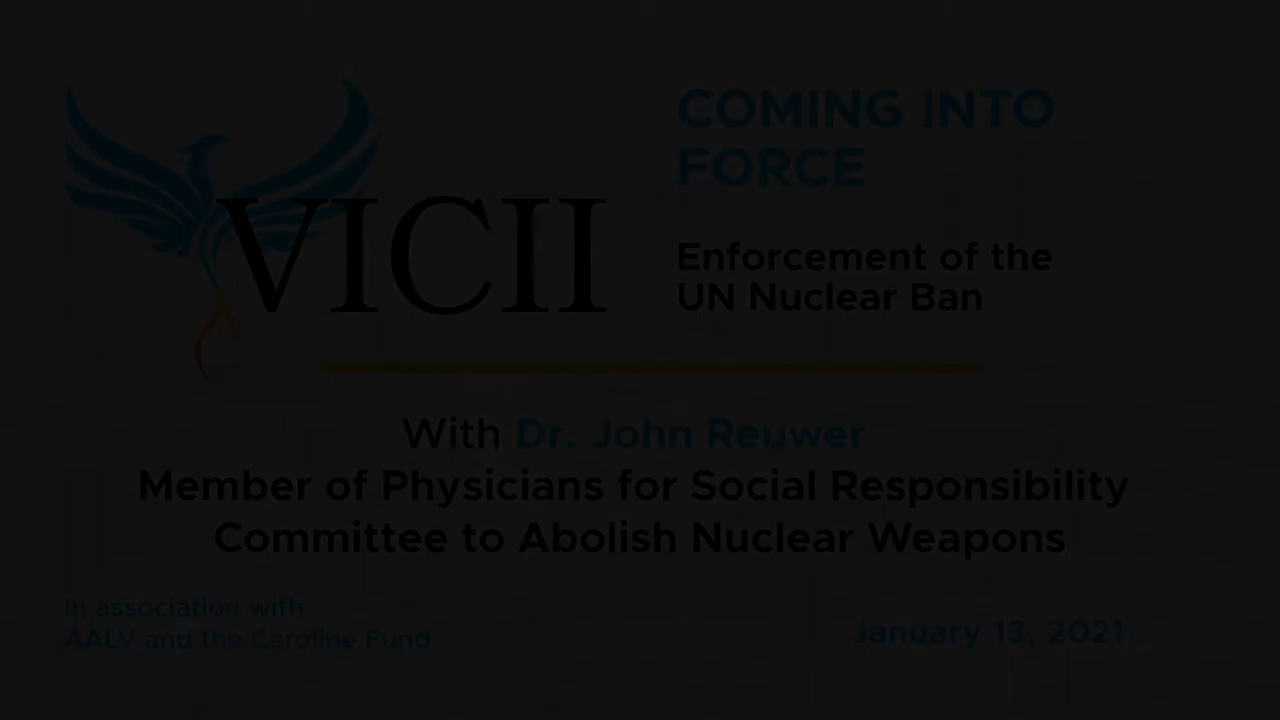 VICII
COMING INTO
FORCE
Enforcement of the
UN Nuclear Ban
With Dr. John Reuwer
Member of Physicians for Social Responsibility
Committee to Abolish Nuclear Weapons
In association with
AALV and the Caroline Fund
January 13, 2021